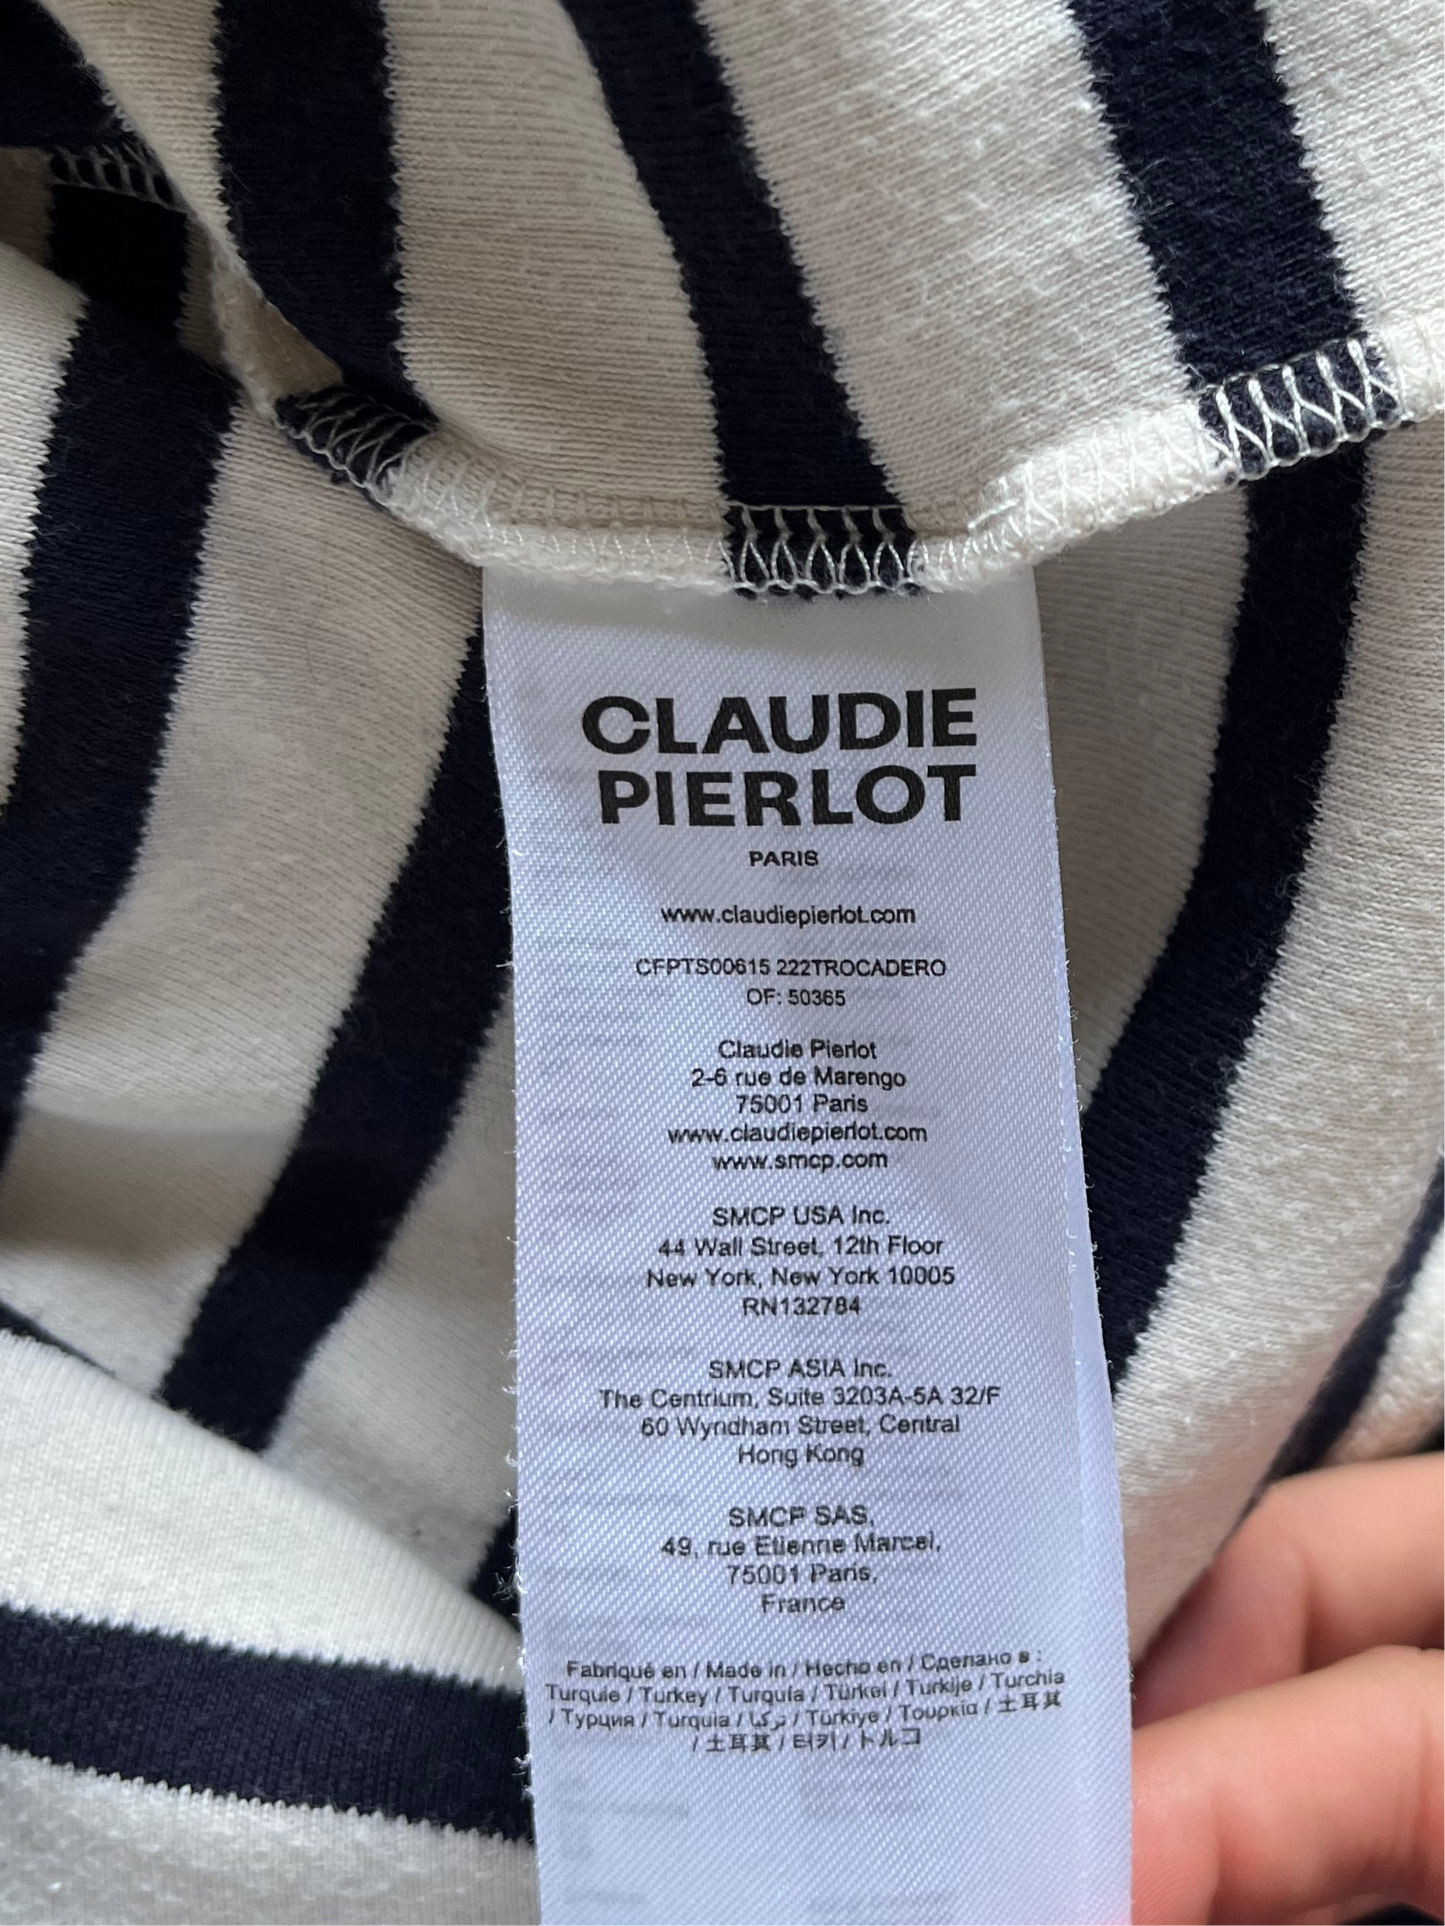 CLAUDIE
PIERLOT
PARIS
www.claudiepierlot.com
CFPTS00615 222TROCADERO
OF: 50365
Claudie Pierlot
2-6 rue de Marengo
75001 Paris
www.claudiepierlot.com
www.smcp.com
SMCP USA Inc.
44 Wall Street, 12th Floor
New York, New York 10005
RN132784
SMCP ASIA Inc.
The Centrium, Suite 3203A-5A 32/F
60 Wyndham Street, Central
Hong Kong
SMCP SAS,
49, rue Etienne Marcel,
75001 Paris,
France
Fabriqué en / Made in / Hecho en / Сделано в :
Turquie / Turkey / Turquía / Türkei / Turkije / Turchia
/ Турция / Turquia / تركيا / Türkiye / Τουρκία / 土耳其
/ 土耳其 / 터키 / トルコ